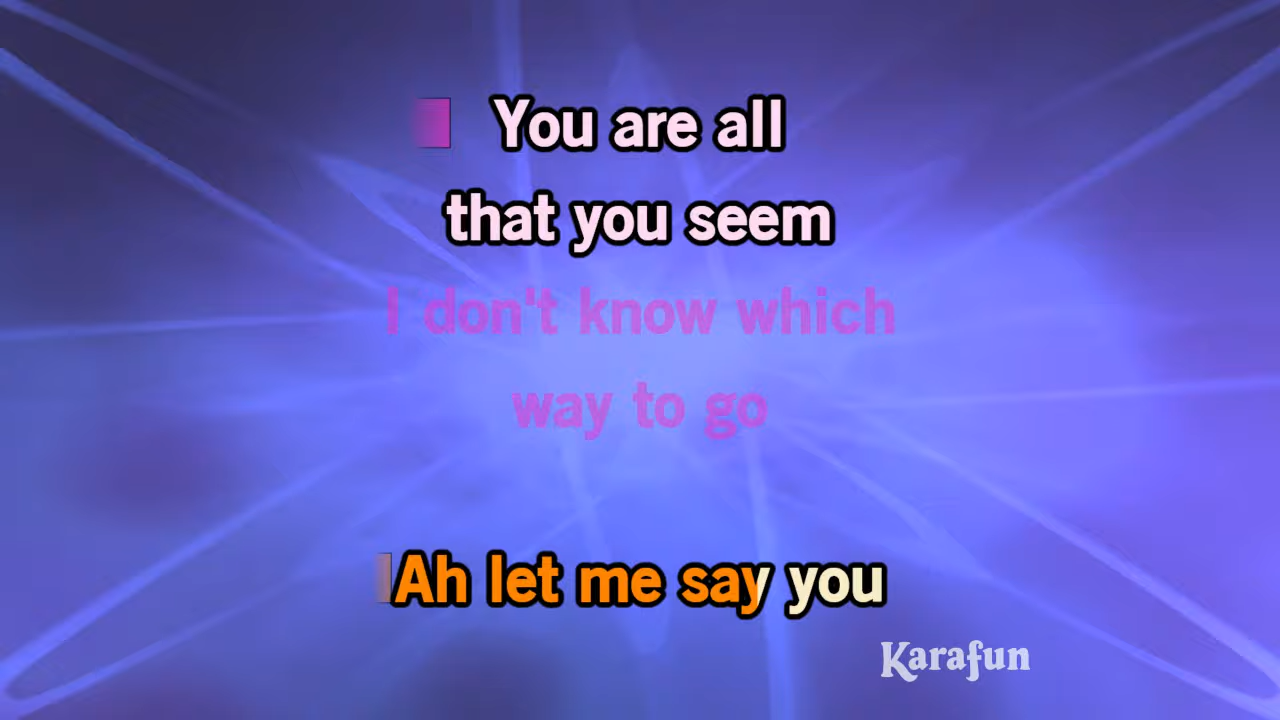 You are all
that you seem
I don't know which
way to go
Ah let me say you
Karafun